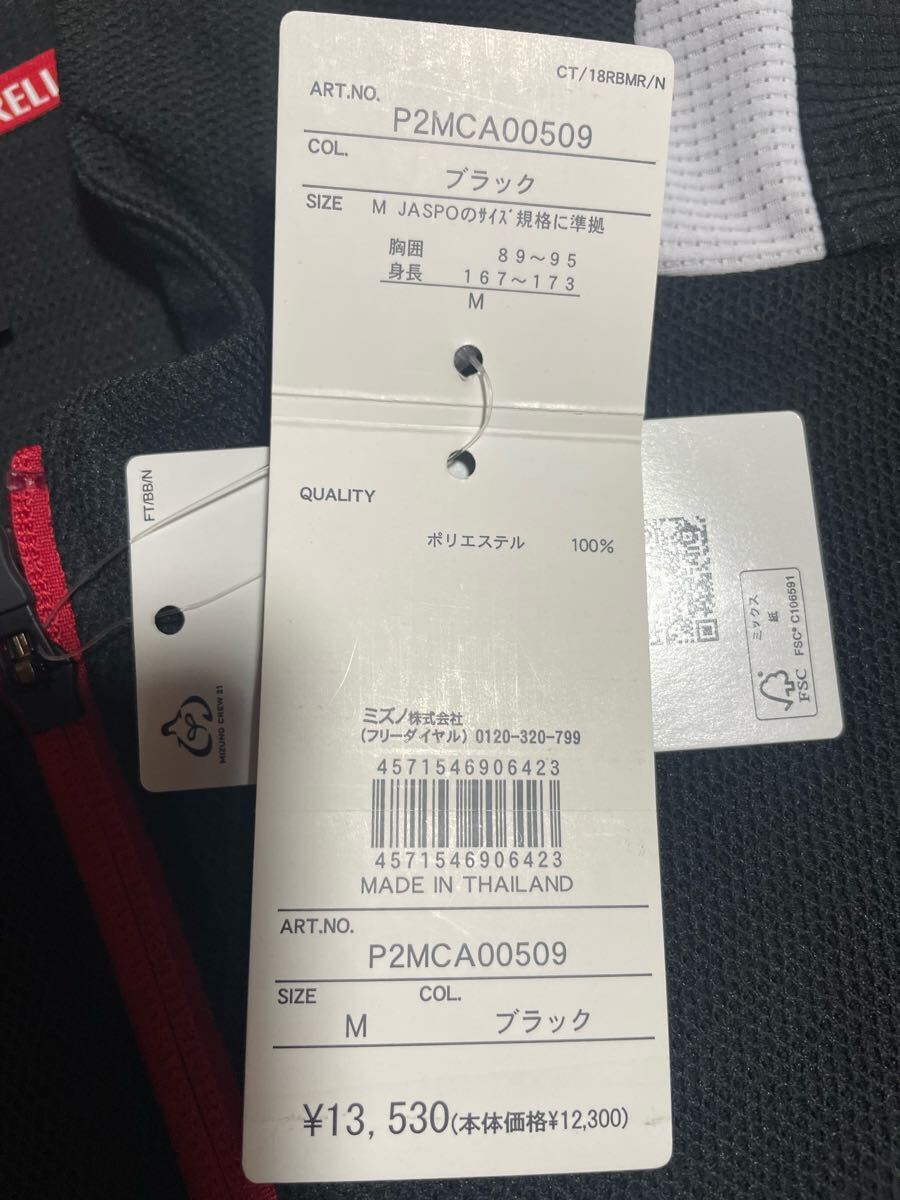 RELI
CT/18RBMR/N
ART.NO.
P2MCA00509
COL.
ブラック
SIZE
M JASPOのｻｲｽﾞ規格に準拠
胸囲 89～95
身長 167～173
M
QUALITY
ポリエステル 100%
ミズノ株式会社
(フリーダイヤル) 0120-320-799
4571546906423
4571546906423
MADE IN THAILAND
ART.NO.
P2MCA00509
SIZE COL.
M ブラック
¥13,530(本体価格¥12,300)
FT/BB/N
MIZUNO CREW 21
ミックス
紙
FSC® C106591
FSC